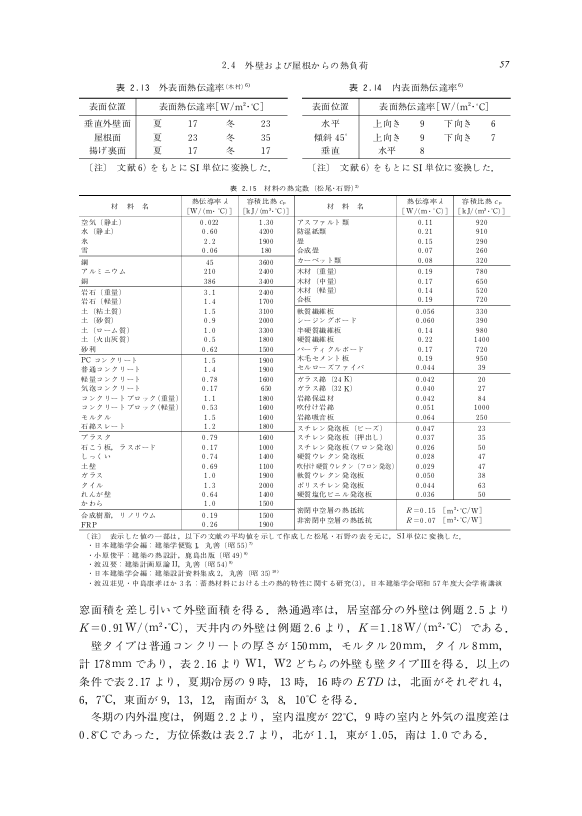 2.4 外壁および屋根からの熱負荷 57
表 2.13 外表面熱伝達率(木村)6)
表面位置 表面熱伝達率[W/m²·℃]
垂直外壁面 夏 17 冬 23
屋根面 夏 23 冬 35
揚げ裏面 夏 17 冬 17
〔注〕 文献6)をもとにSI単位に変換した.
表 2.14 内表面熱伝達率6)
表面位置 表面熱伝達率[W/(m²·℃)]
水平 上向き 9 下向き 6
傾斜45° 上向き 9 下向き 7
垂直 水平 8
〔注〕 文献6)をもとにSI単位に変換した.
表 2.15 材料の熱定数(松尾・石野)3)
材料名 熱伝導率λ[W/(m·℃)] 容積比熱cρ[kJ/(m³·℃)]
空気(静止) 0.022 1.30
水(静止) 0.60 4200
氷 2.2 1900
雪 0.06 180
鋼 45 3600
アルミニウム 210 2400
銅 386 3400
岩石(重量) 3.1 2400
岩石(軽量) 1.4 1700
土(粘土質) 1.5 3100
土(砂質) 0.9 2000
土(ローム質) 1.0 3300
土(火山灰質) 0.5 1800
砂利 0.62 1500
PCコンクリート 1.5 1900
普通コンクリート 1.4 1900
軽量コンクリート 0.78 1600
気泡コンクリート 0.17 650
コンクリートブロック(重量) 1.1 1800
コンクリートブロック(軽量) 0.53 1600
モルタル 1.5 1600
石綿スレート 1.2 1800
プラスタ 0.79 1600
石こう板,ラスボード 0.17 1000
しっくい 0.74 1400
土壁 0.69 1100
ガラス 1.0 1900
タイル 1.3 2000
れんが壁 0.64 1400
かわら 1.0 1500
合成樹脂,リノリウム 0.19 1500
FRP 0.26 1900
材料名 熱伝導率λ[W/(m·℃)] 容積比熱cρ[kJ/(m³·℃)]
アスファルト類 0.11 920
防湿紙類 0.21 910
畳 0.15 290
合成畳 0.07 260
カーペット類 0.08 320
木材(重量) 0.19 780
木材(中量) 0.17 650
木材(軽量) 0.14 520
合板 0.19 720
軟質繊維板 0.056 330
シージングボード 0.060 390
半硬質繊維板 0.14 980
硬質繊維板 0.22 1400
パーティクルボード 0.17 720
木毛セメント板 0.19 950
セルローズファイバ 0.044 39
ガラス綿(24K) 0.042 20
ガラス綿(32K) 0.040 27
岩綿保温材 0.042 84
吹付け岩綿 0.051 1000
岩綿吸音板 0.064 250
スチレン発泡板(ビーズ) 0.047 23
スチレン発泡板(押出し) 0.037 35
スチレン発泡板(フロン発泡) 0.026 50
硬質ウレタン発泡板 0.028 47
吹付け硬質ウレタン(フロン発泡) 0.029 47
軟質ウレタン発泡板 0.050 38
ポリスチレン発泡板 0.044 63
硬質塩化ビニル発泡板 0.036 50
密閉中空層の熱抵抗 R=0.15 [m²·℃/W]
非密閉中空層の熱抵抗 R=0.07 [m²·℃/W]
〔注〕 表示した値の一部は,以下の文献の平均値を示して作成した松尾・石野の表を元に,SI単位に変換した.
・日本建築学会編:建築学便覧I,丸善(昭55)7)
・小原俊平:建築の熱設計,鹿島出版(昭49)8)
・渡辺要:建築計画原論II,丸善(昭54)9)
・日本建築学会編:建築設計資料集成2,丸善(昭35)10)
・渡辺荘児・中島康孝ほか3名:蓄熱材料における土の熱的特性に関する研究(3),日本建築学会昭和57年度大会学術講演
窓面積を差し引いて外壁面積を得る.熱通過率は,居室部分の外壁は例題2.5より
K=0.91W/(m²·℃),天井内の外壁は例題2.6より,K=1.18W/(m²·℃)である.
壁タイプは普通コンクリートの厚さが150mm,モルタル20mm,タイル8mm,
計178mmであり,表2.16よりW1,W2どちらの外壁も壁タイプⅢを得る.以上の
条件で表2.17より,夏期冷房の9時,13時,16時のETDは,北面がそれぞれ4,
6,7℃,東面が9,13,12,南面が3,8,10℃を得る.
冬期の内外温度は,例題2.2より,室内温度が22℃,9時の室内と外気の温度差は
0.8℃であった.方位係数は表2.7より,北が1.1,東が1.05,南は1.0である.